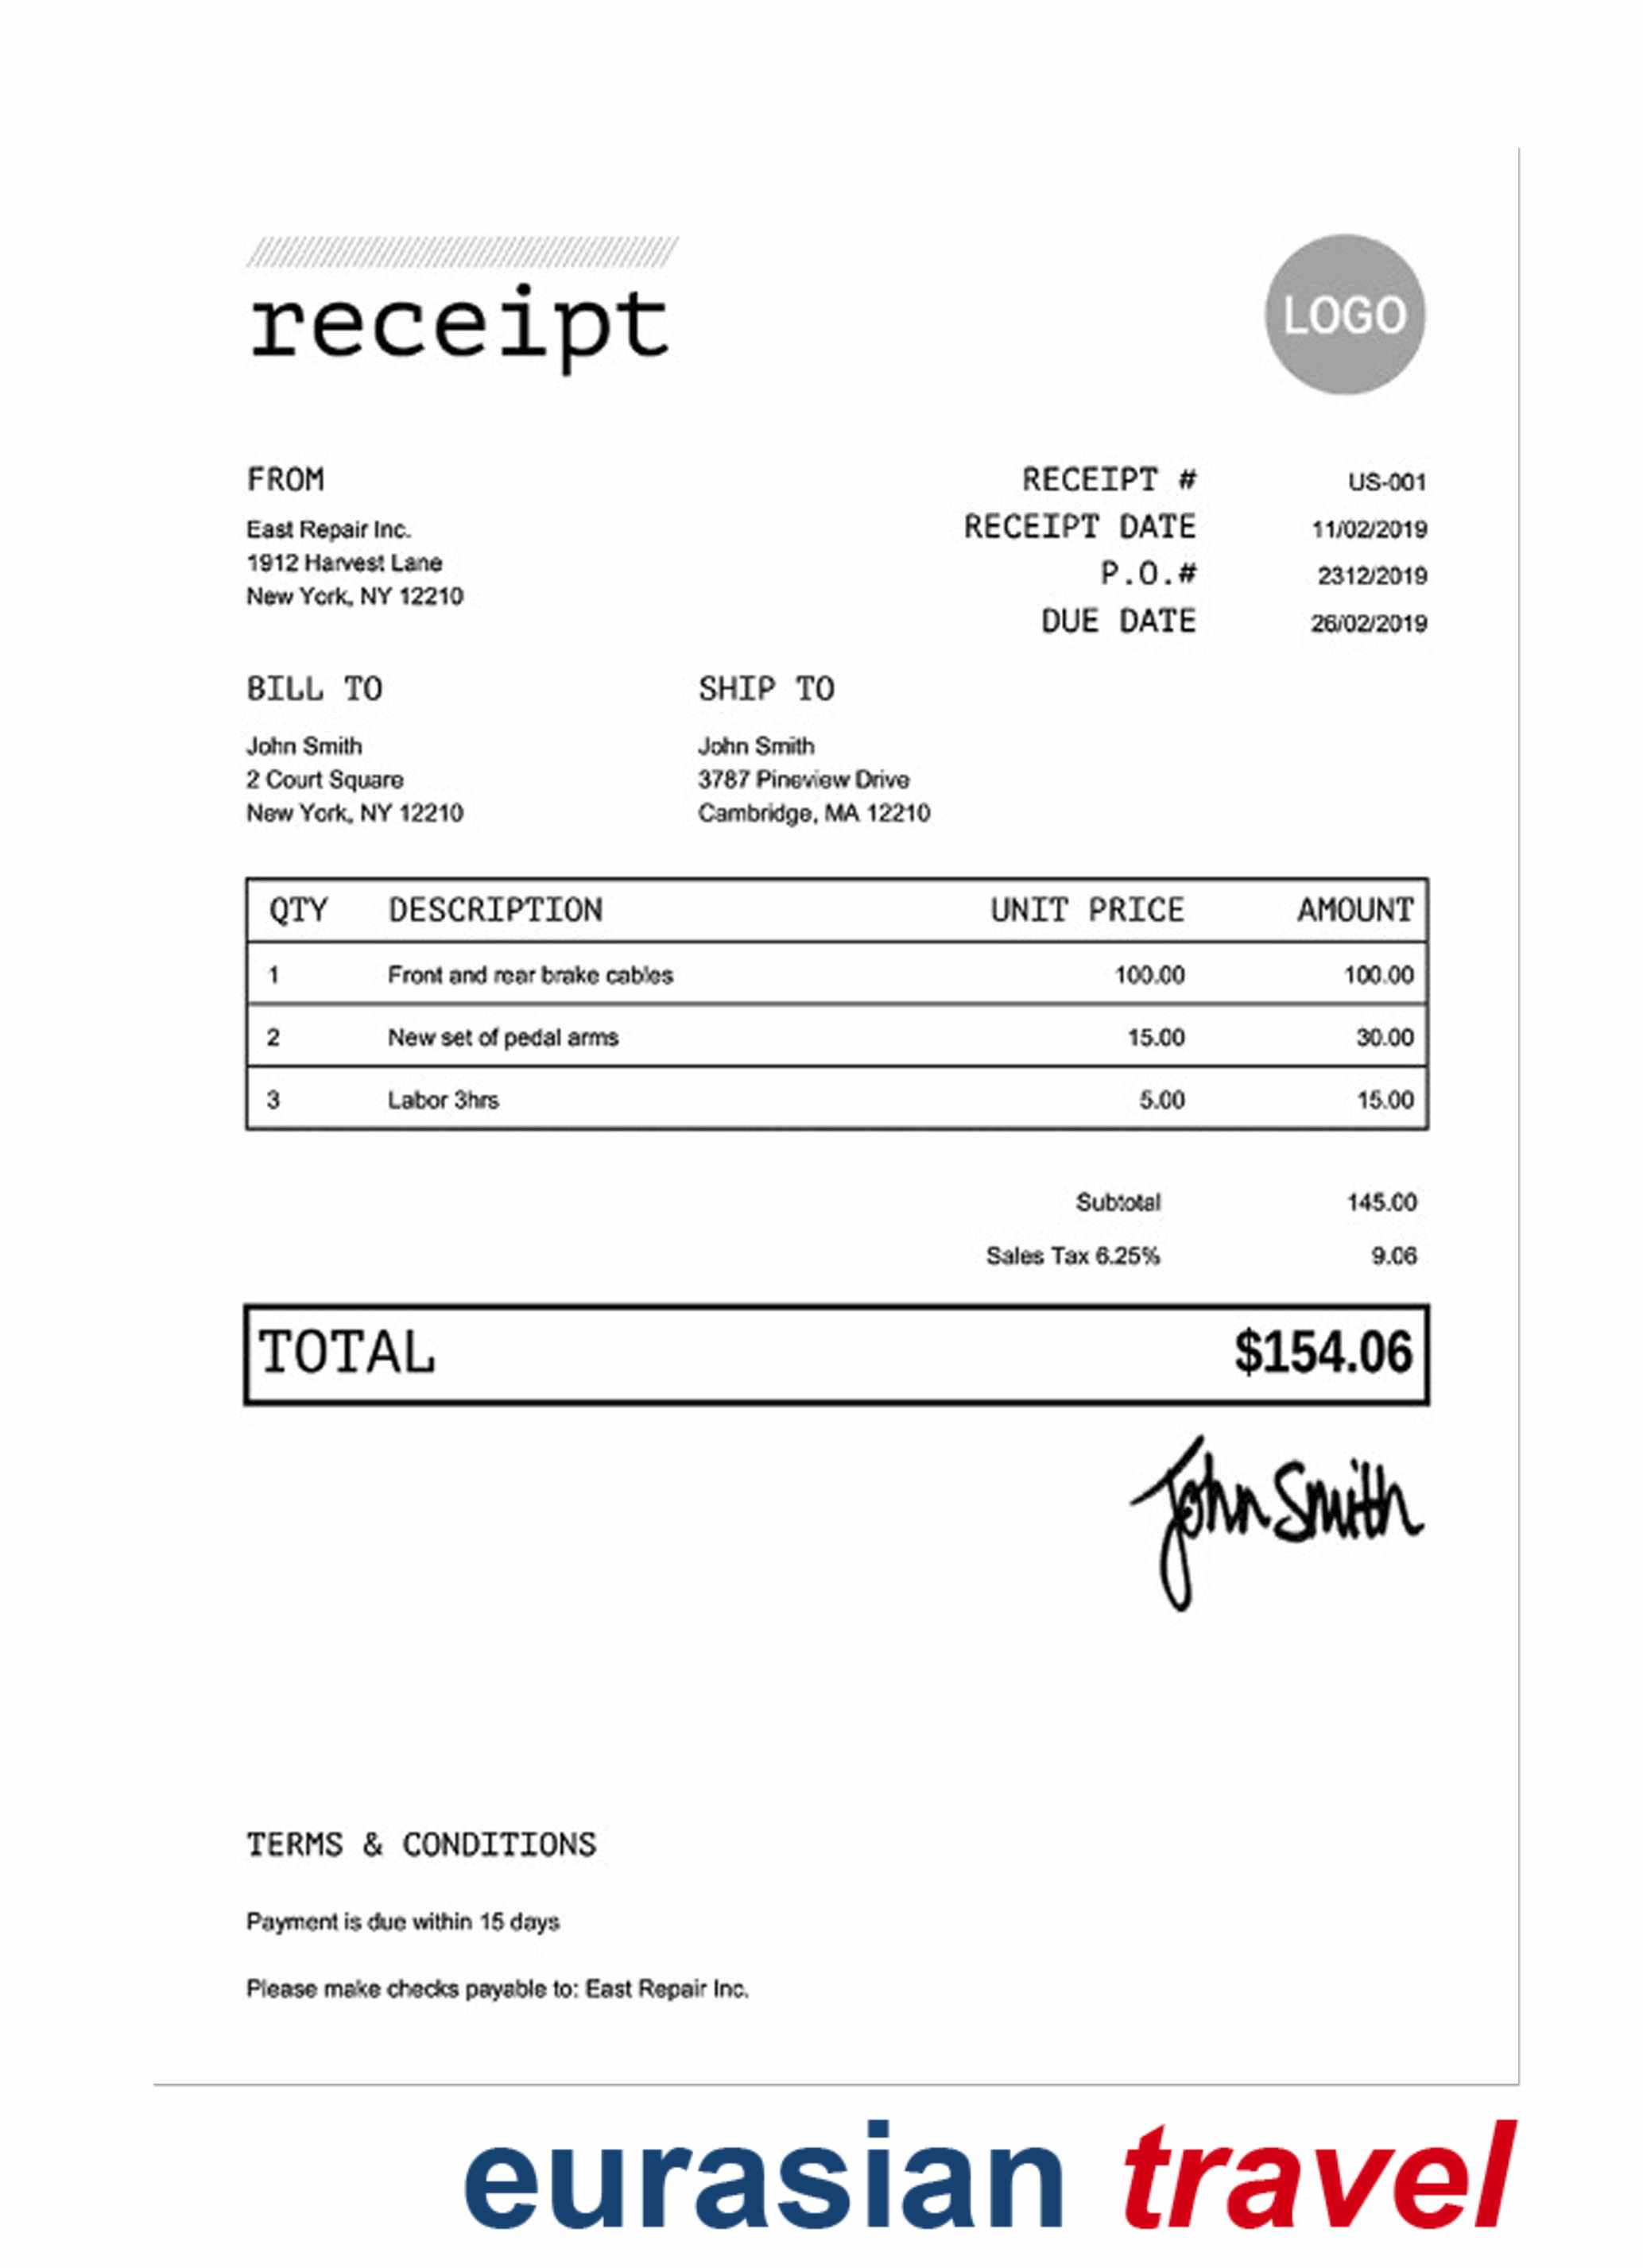 receipt
LOGO
FROM
East Repair Inc.
1912 Harvest Lane
New York, NY 12210
RECEIPT # US-001
RECEIPT DATE 11/02/2019
P.O.# 2312/2019
DUE DATE 26/02/2019
BILL TO
John Smith
2 Court Square
New York, NY 12210
SHIP TO
John Smith
3787 Pineview Drive
Cambridge, MA 12210
QTY DESCRIPTION UNIT PRICE AMOUNT
1 Front and rear brake cables 100.00 100.00
2 New set of pedal arms 15.00 30.00
3 Labor 3hrs 5.00 15.00
Subtotal 145.00
Sales Tax 6.25% 9.06
TOTAL $154.06
John Smith
TERMS & CONDITIONS
Payment is due within 15 days
Please make checks payable to: East Repair Inc.
eurasian travel